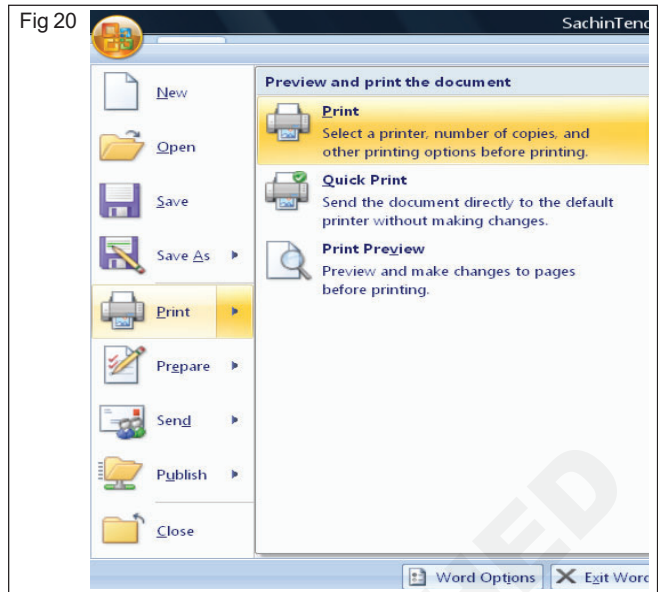 Fig 20
SachinTend
New
Open
Save
Save As
Print
Prepare
Send
Publish
Close
Preview and print the document
Print
Select a printer, number of copies, and
other printing options before printing.
Quick Print
Send the document directly to the default
printer without making changes.
Print Preview
Preview and make changes to pages
before printing.
Word Options
Exit Word